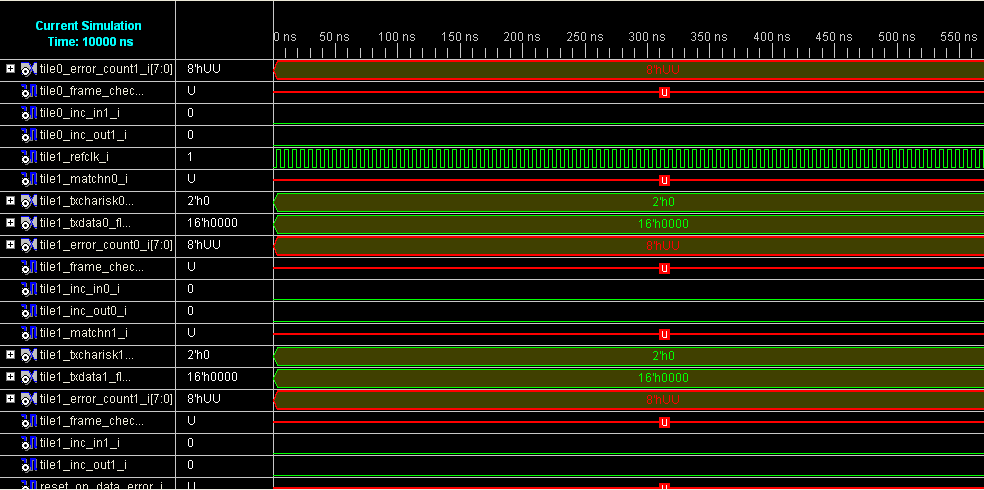 Current Simulation
Time: 10000 ns
0 ns 50 ns 100 ns 150 ns 200 ns 250 ns 300 ns 350 ns 400 ns 450 ns 500 ns 550 ns
tile0_error_count1_i[7:0] 8'hUU 8'hUU
tile0_frame_chec... U U
tile0_inc_in1_i 0
tile0_inc_out1_i 0
tile1_refclk_i 1
tile1_matchn0_i U U
tile1_txcharisk0... 2'h0 2'h0
tile1_txdata0_fl... 16'h0000 16'h0000
tile1_error_count0_i[7:0] 8'hUU 8'hUU
tile1_frame_chec... U U
tile1_inc_in0_i 0
tile1_inc_out0_i 0
tile1_matchn1_i U U
tile1_txcharisk1... 2'h0 2'h0
tile1_txdata1_fl... 16'h0000 16'h0000
tile1_error_count1_i[7:0] 8'hUU 8'hUU
tile1_frame_chec... U U
tile1_inc_in1_i 0
tile1_inc_out1_i 0
reset_on_data_error_i U U